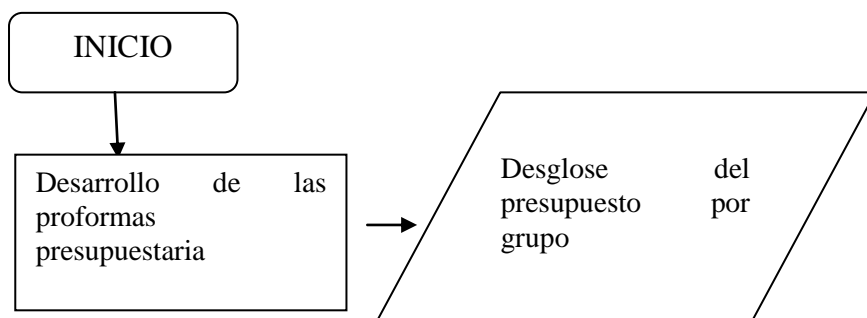 INICIO
Desarrollo de las
proformas
presupuestaria
Desglose del
presupuesto por
grupo